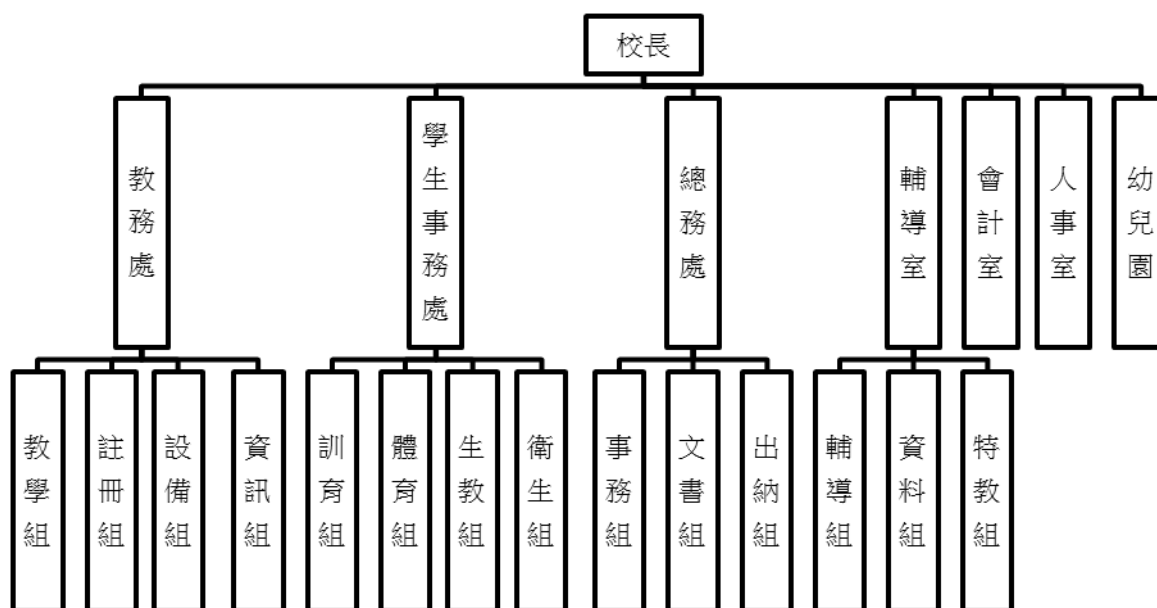 校長
教務處
學生事務處
總務處
輔導室
會計室
人事室
幼兒園
教學組
註冊組
設備組
資訊組
訓育組
體育組
生教組
衛生組
事務組
文書組
出納組
輔導組
資料組
特教組